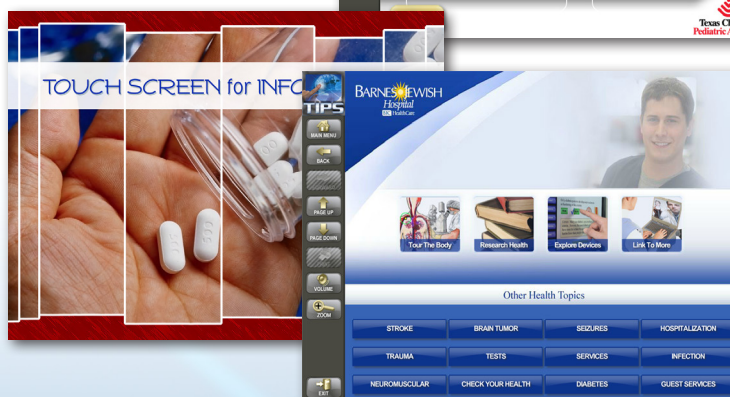 Texas C
Pediatric
TOUCH SCREEN for INFO
TIPS
MAIN MENU
BACK
PAGE UP
PAGE DOWN
VOLUME
ZOOM
EXIT
BARNES JEWISH
Hospital
BJC HealthCare
Tour The Body
Research Health
Explore Devices
Link To More
Other Health Topics
STROKE BRAIN TUMOR SEIZURES HOSPITALIZATION
TRAUMA TESTS SERVICES INFECTION
NEUROMUSCULAR CHECK YOUR HEALTH DIABETES GUEST SERVICES